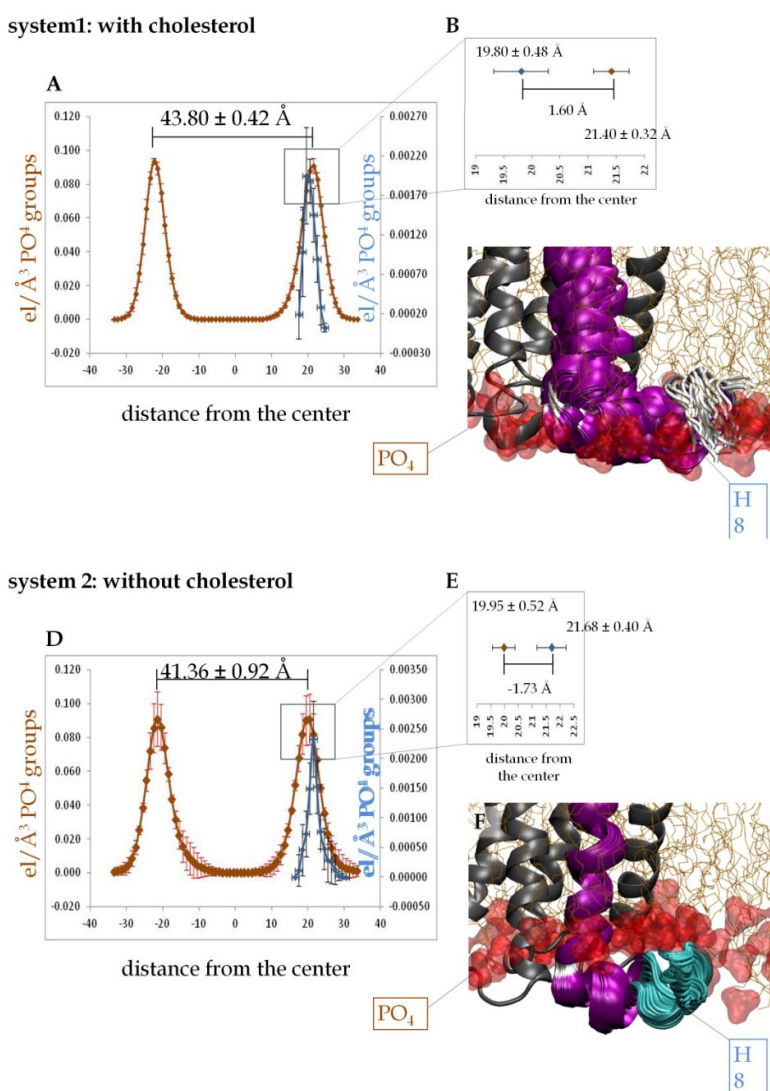 system1: with cholesterol
A
43.80 ± 0.42 Å
0.120
0.100
0.080
0.060
0.040
0.020
0.000
-0.020
el/Å³ PO⁴ groups
0.00270
0.00220
0.00170
0.00120
0.00070
0.00020
-0.00030
el/Å³ PO⁴ groups
-40 -30 -20 -10 0 10 20 30 40
distance from the center
B
19.80 ± 0.48 Å
1.60 Å
21.40 ± 0.32 Å
19 19.5 20 20.5 21 21.5 22
distance from the center
PO₄
H
8
system 2: without cholesterol
D
41.36 ± 0.92 Å
0.120
0.100
0.080
0.060
0.040
0.020
0.000
-0.020
el/Å³ PO⁴ groups
0.00350
0.00300
0.00250
0.00200
0.00150
0.00100
0.00050
0.00000
-0.00050
el/Å³ PO⁴ groups
-40 -30 -20 -10 0 10 20 30 40
distance from the center
E
19.95 ± 0.52 Å
21.68 ± 0.40 Å
-1.73 Å
19 19.5 20 20.5 21 21.5 22 22.5
distance from
the center
F
PO₄
H
8